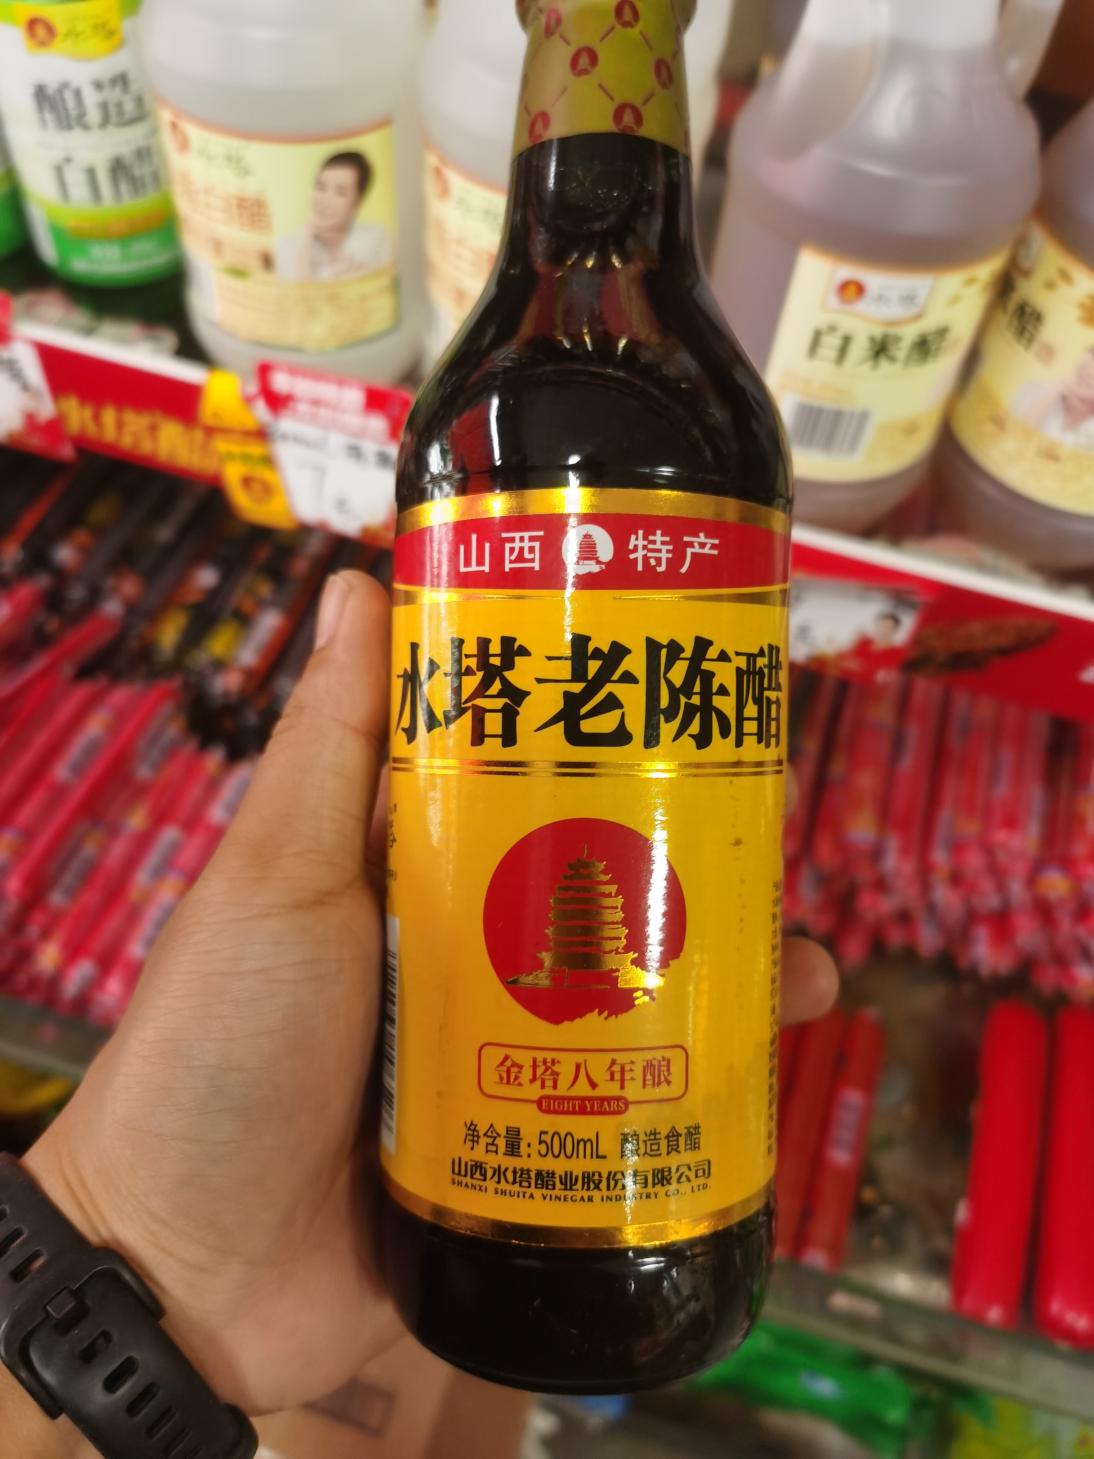 酿造
白醋
白醋
白米醋
山西 特产
水塔老陈醋
金塔八年酿
EIGHT YEARS
净含量:500mL 酿造食醋
山西水塔醋业股份有限公司
SHANXI SHUITA VINEGAR INDUSTRY CO., LTD.